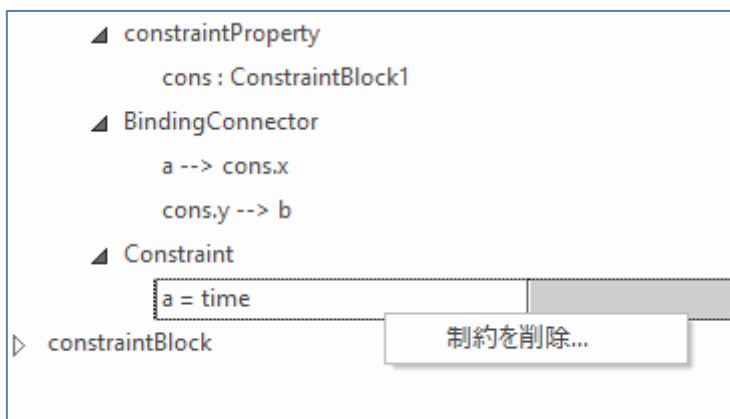 constraintProperty
cons : ConstraintBlock1
BindingConnector
a --> cons.x
cons.y --> b
Constraint
a = time
制約を削除...
constraintBlock